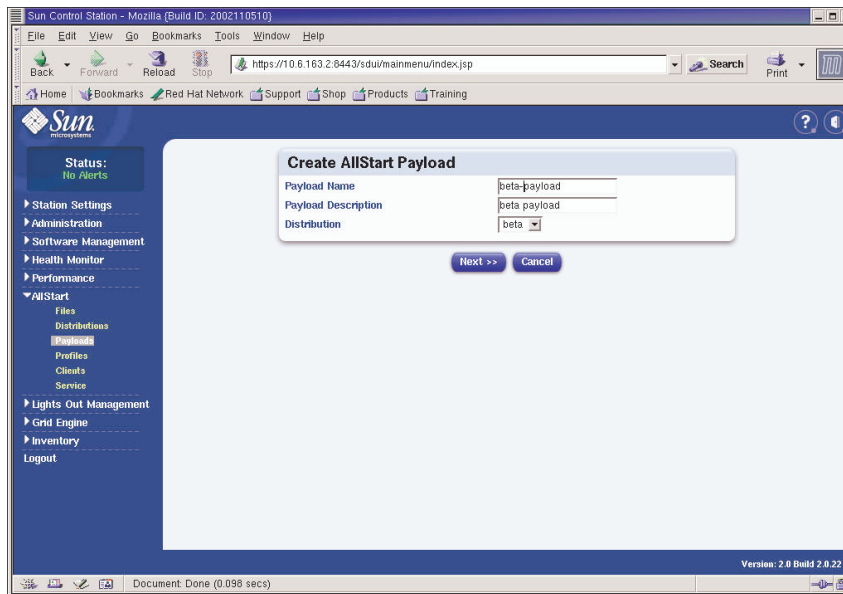 Sun Control Station - Mozilla {Build ID: 2002110510}
File Edit View Go Bookmarks Tools Window Help
Back Forward Reload Stop https://10.6.163.2:8443/sdui/mainmenu/index.jsp Search Print
Home Bookmarks Red Hat Network Support Shop Products Training
Sun
microsystems
?
Status:
No Alerts
Station Settings
Administration
Software Management
Health Monitor
Performance
AllStart
Files
Distributions
Payloads
Profiles
Clients
Service
Lights Out Management
Grid Engine
Inventory
Logout
Create AllStart Payload
Payload Name beta-payload
Payload Description beta payload
Distribution beta
Next >> Cancel
Version: 2.0 Build 2.0.22
Document: Done (0.098 secs)